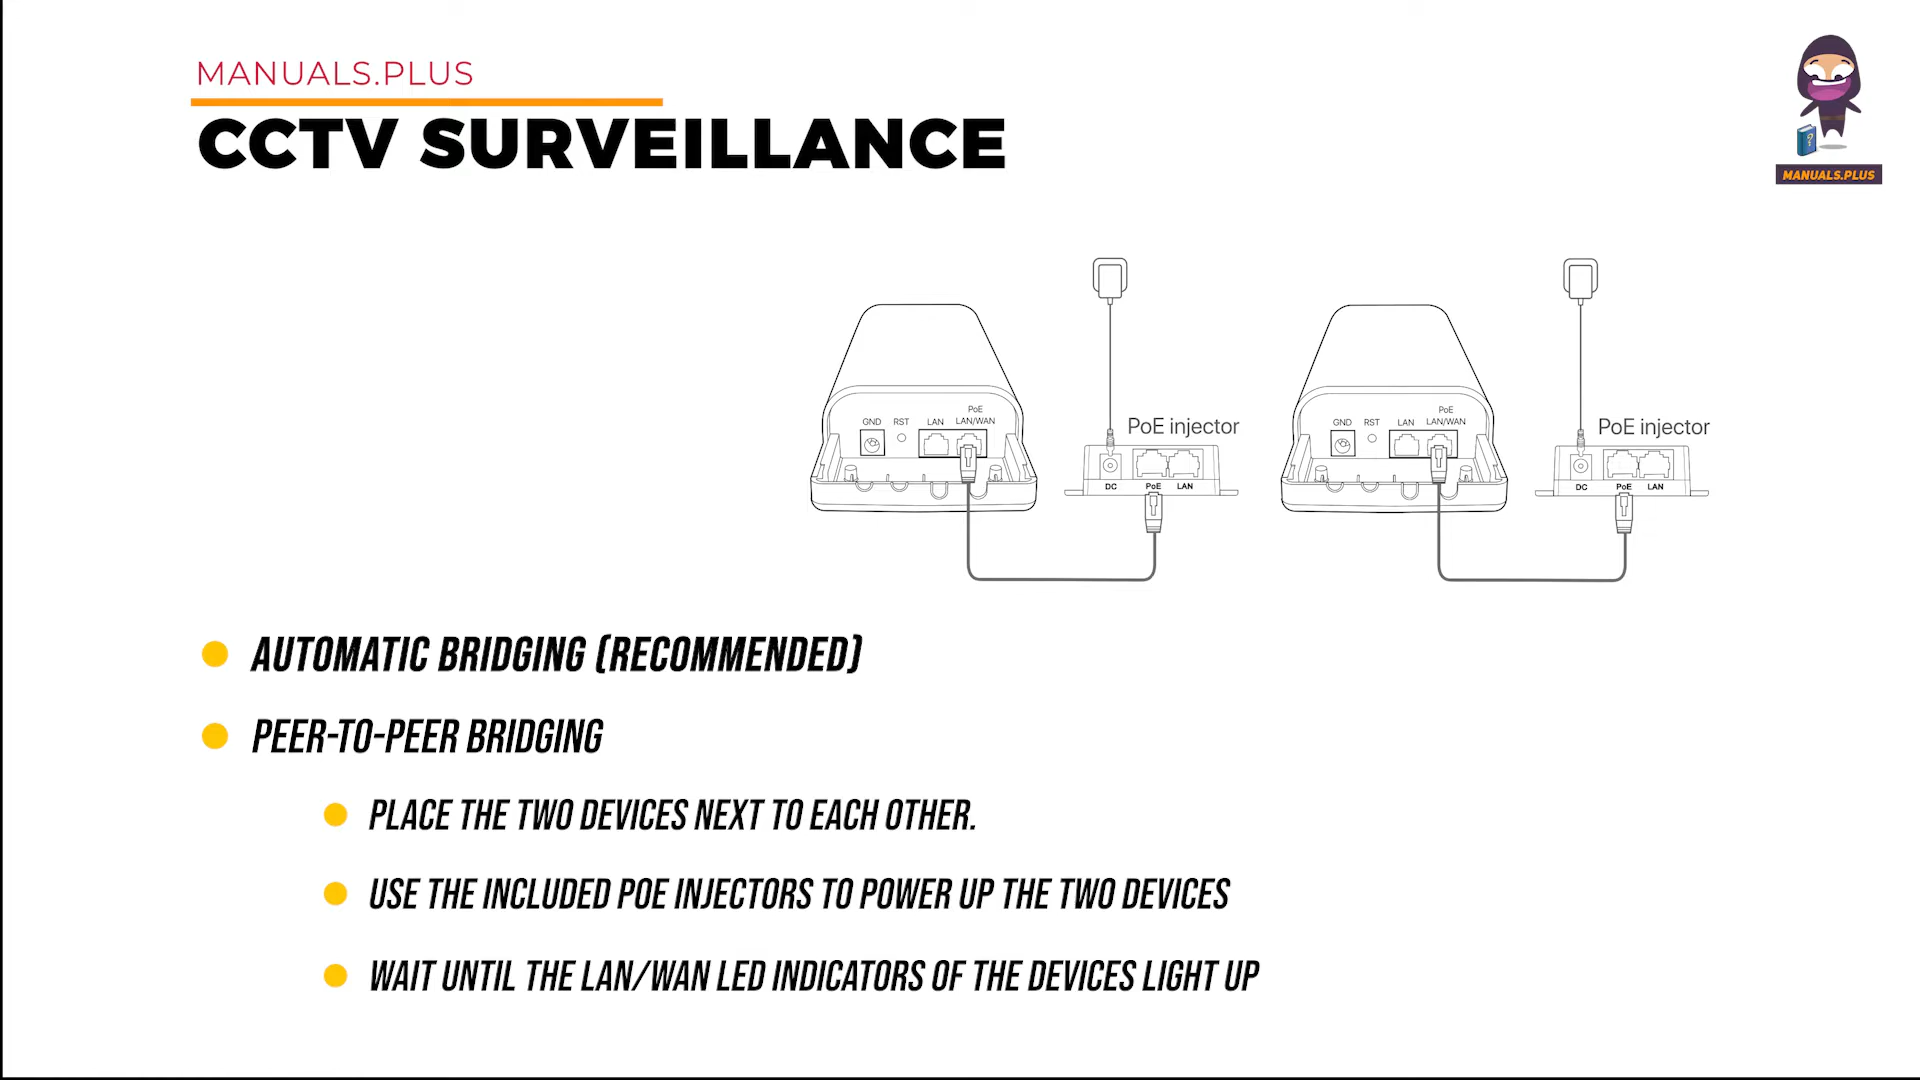 MANUALS.PLUS
CCTV SURVEILLANCE
MANUALS.PLUS
GND RST LAN PoE LAN/WAN
PoE injector
DC PoE LAN
GND RST LAN PoE LAN/WAN
PoE injector
DC PoE LAN
AUTOMATIC BRIDGING (RECOMMENDED)
PEER-TO-PEER BRIDGING
PLACE THE TWO DEVICES NEXT TO EACH OTHER.
USE THE INCLUDED POE INJECTORS TO POWER UP THE TWO DEVICES
WAIT UNTIL THE LAN/WAN LED INDICATORS OF THE DEVICES LIGHT UP